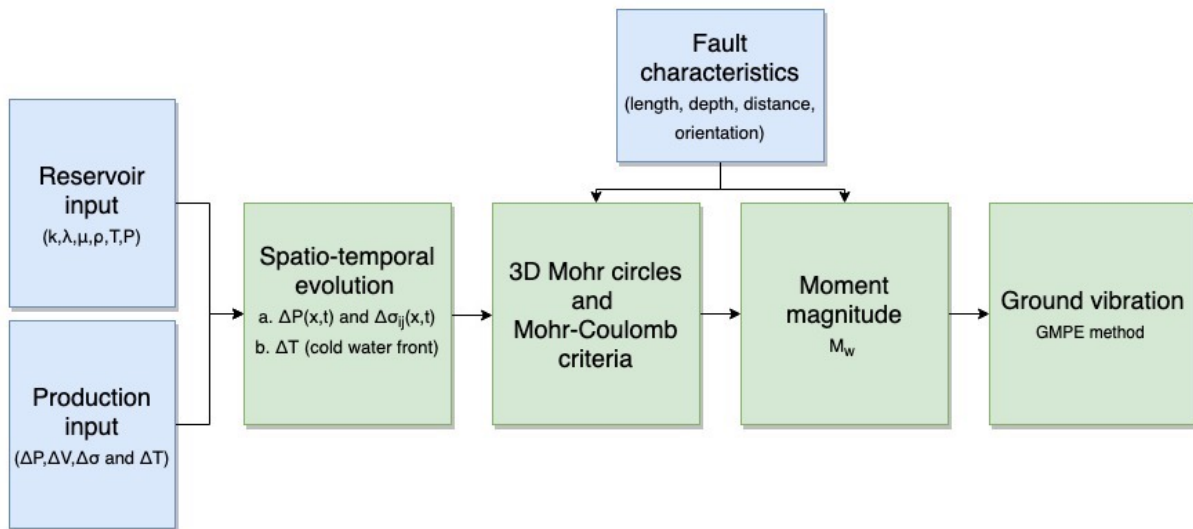 Fault
characteristics
(length, depth, distance,
orientation)
Reservoir
input
(k,λ,μ,ρ,T,P)
Production
input
(ΔP,ΔV,Δσ and ΔT)
Spatio-temporal
evolution
a. ΔP(x,t) and Δσij(x,t)
b. ΔT (cold water front)
3D Mohr circles
and
Mohr-Coulomb
criteria
Moment
magnitude
Mw
Ground vibration
GMPE method